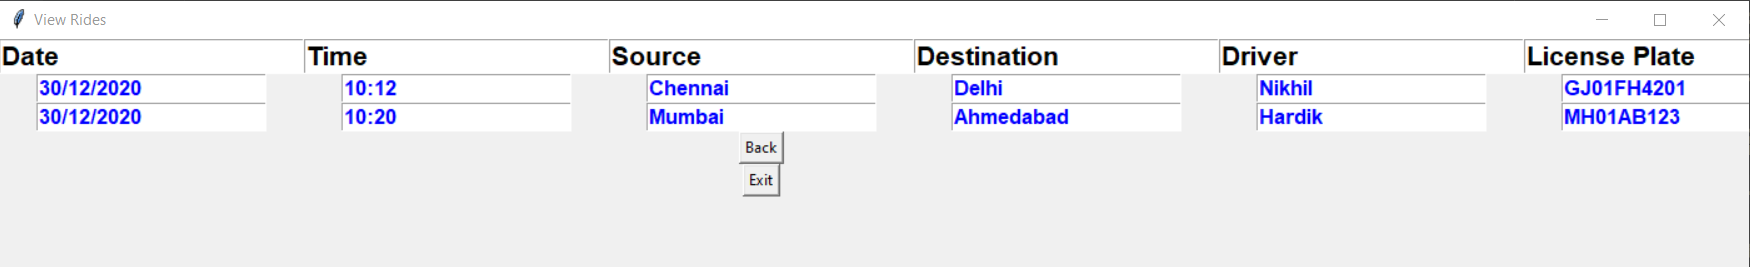 View Rides
Date Time Source Destination Driver License Plate
30/12/2020 10:12 Chennai Delhi Nikhil GJ01FH4201
30/12/2020 10:20 Mumbai Ahmedabad Hardik MH01AB123
Back
Exit